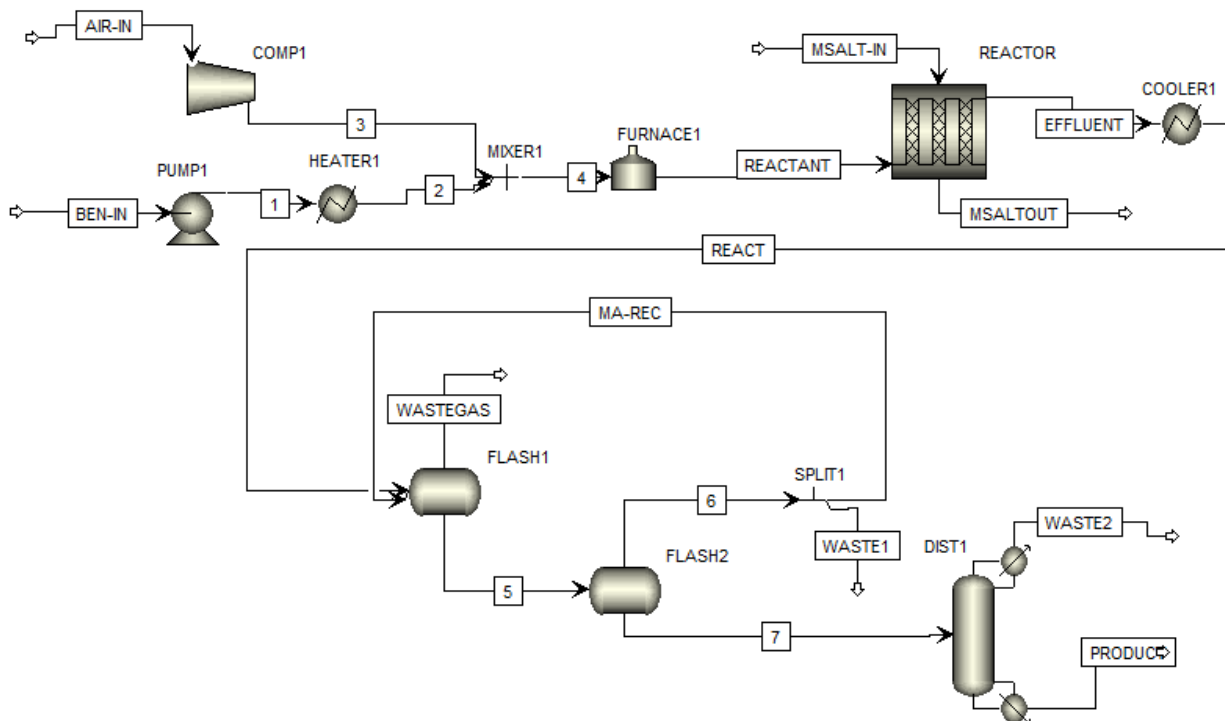 AIR-IN
COMP1
MSALT-IN
REACTOR
COOLER1
3
FURNACE1
EFFLUENT
HEATER1
MIXER1
PUMP1
4
REACTANT
1
2
BEN-IN
MSALTOUT
REACT
MA-REC
WASTEGAS
FLASH1
SPLIT1
6
WASTE2
FLASH2
WASTE1
DIST1
5
7
PRODUC